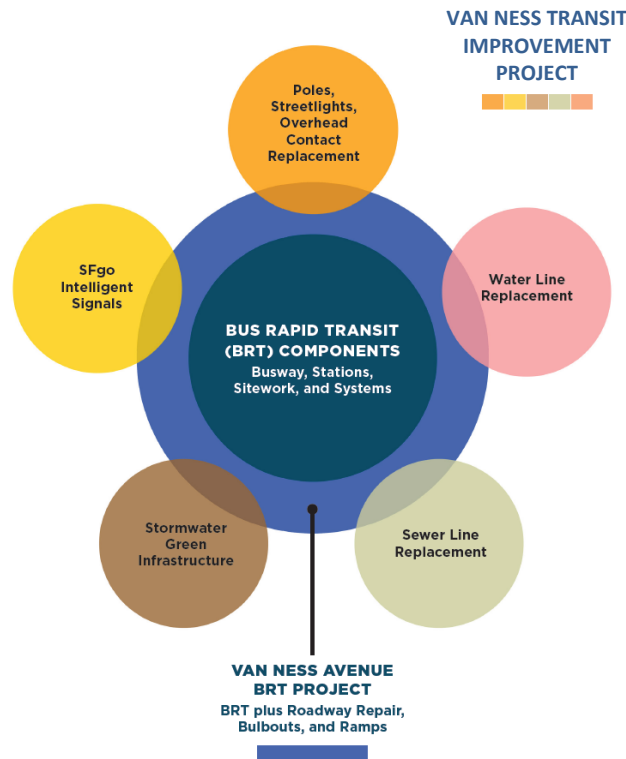 VAN NESS TRANSIT
IMPROVEMENT
PROJECT
Poles,
Streetlights,
Overhead
Contact
Replacement
SFgo
Intelligent
Signals
Water Line
Replacement
BUS RAPID TRANSIT
(BRT) COMPONENTS
Busway, Stations,
Sitework, and Systems
Stormwater
Green
Infrastructure
Sewer Line
Replacement
VAN NESS AVENUE
BRT PROJECT
BRT plus Roadway Repair,
Bulbouts, and Ramps